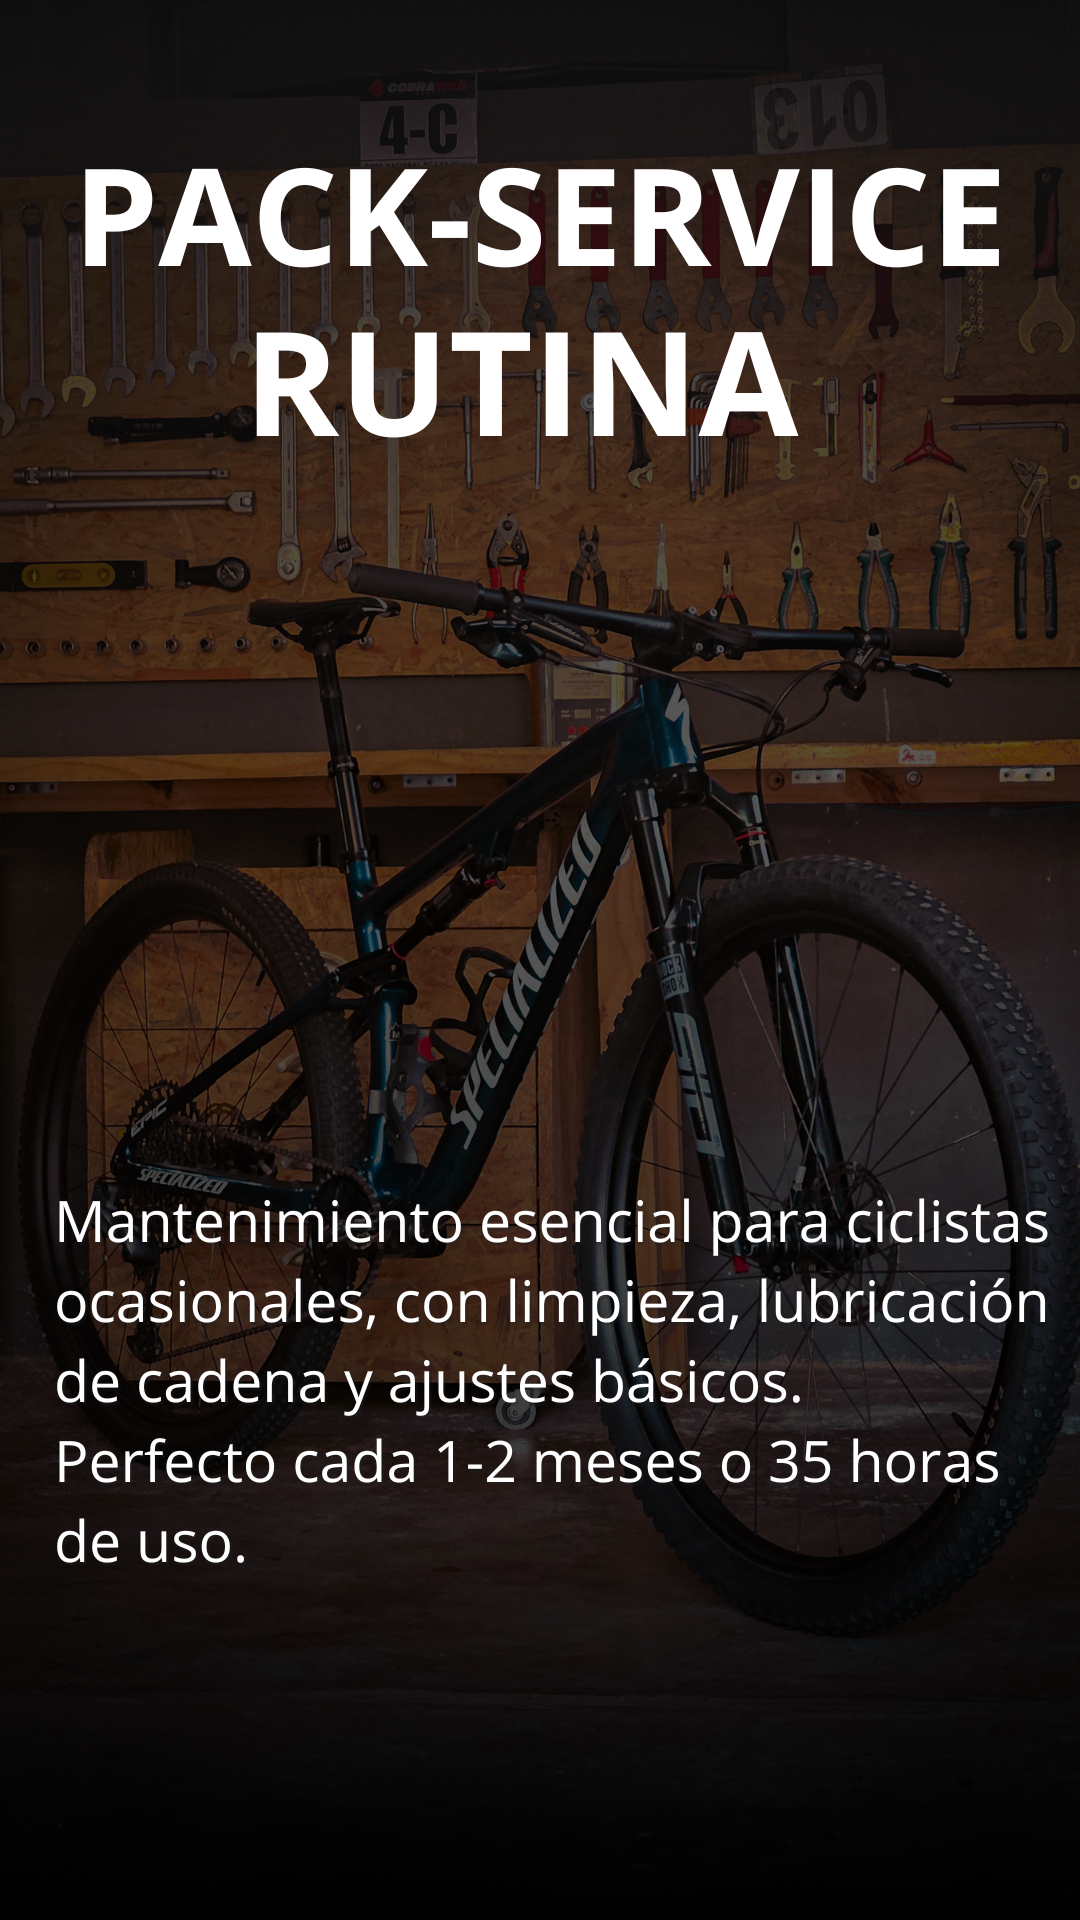 COBRA
4-C
013
PACK-SERVICE
RUTINA
SPECIALIZED
ROCK
SHOX
SID
EPIC
SPECIALIZED
Mantenimiento esencial para ciclistas
ocasionales, con limpieza, lubricación
de cadena y ajustes básicos.
Perfecto cada 1-2 meses o 35 horas
de uso.